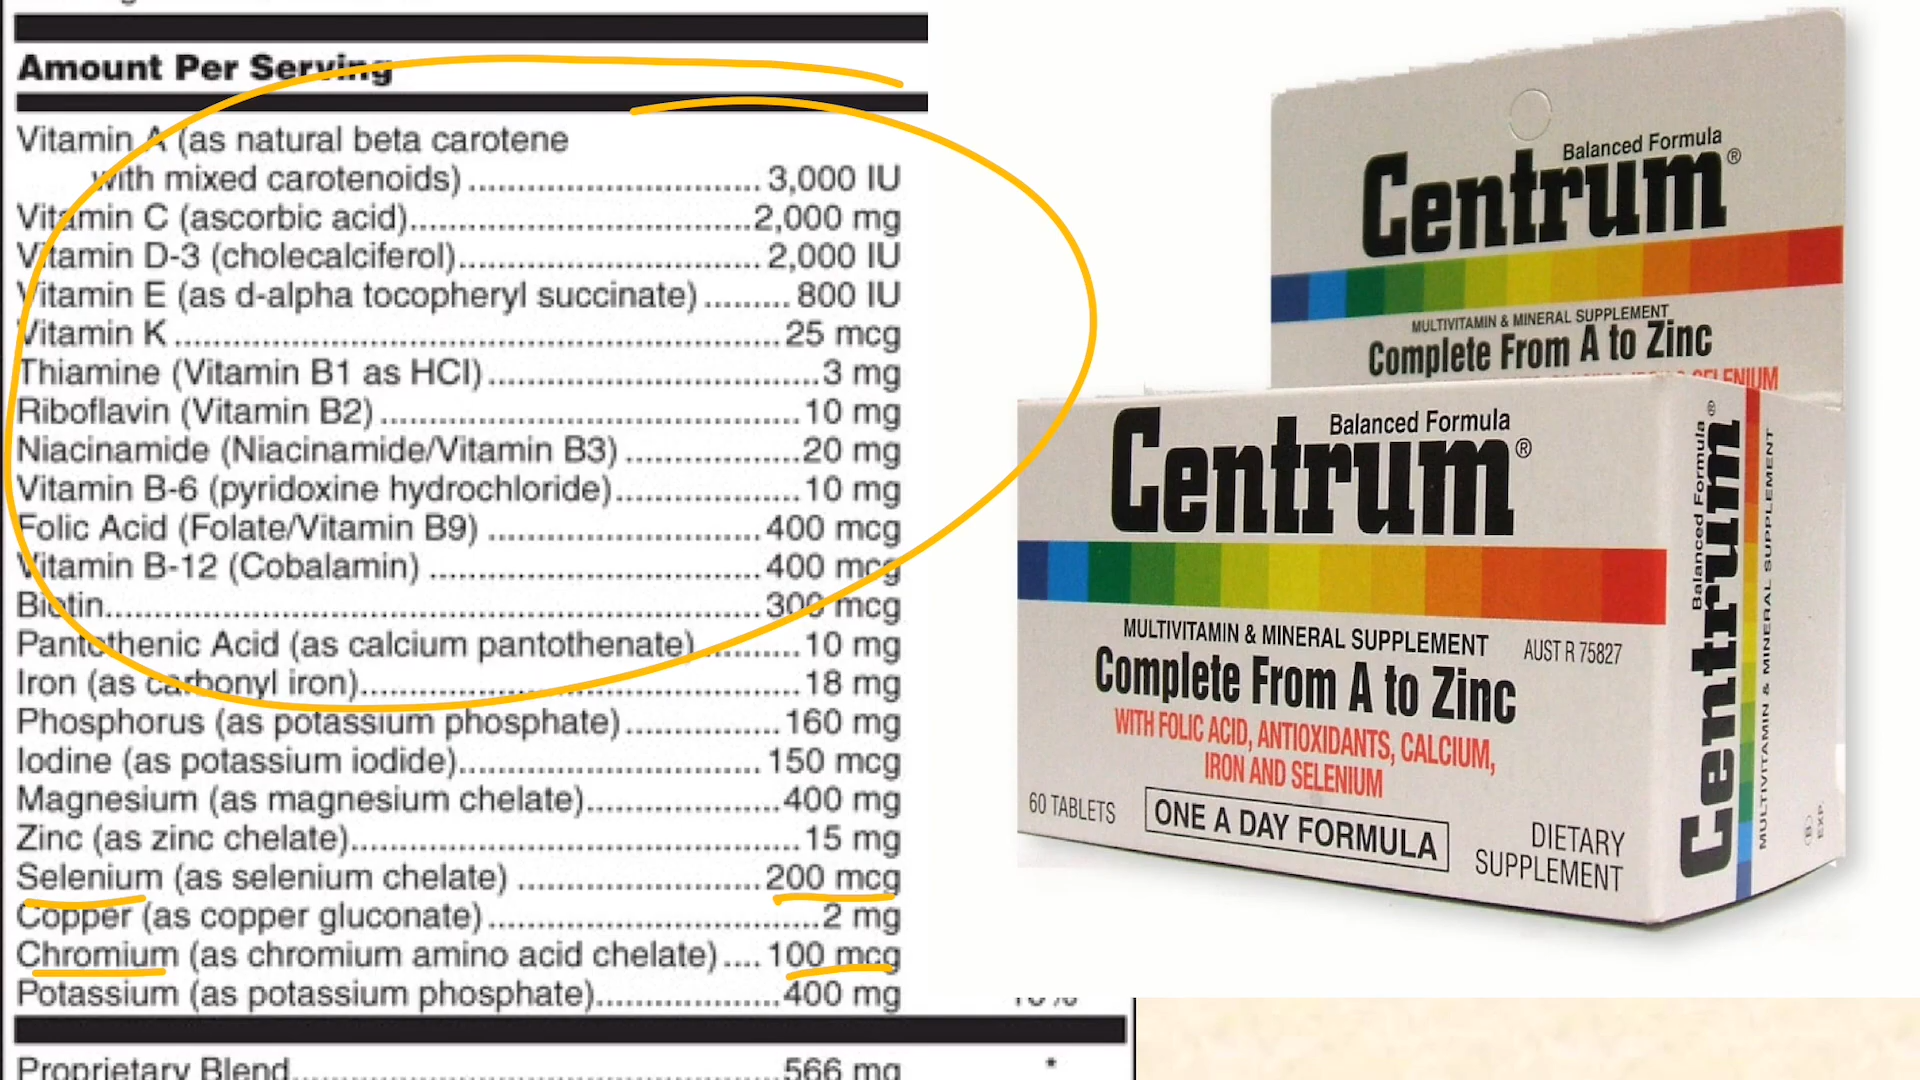 Amount Per Serving
Vitamin A (as natural beta carotene
with mixed carotenoids) 3,000 IU
Vitamin C (ascorbic acid) 2,000 mg
Vitamin D-3 (cholecalciferol) 2,000 IU
Vitamin E (as d-alpha tocopheryl succinate) 800 IU
Vitamin K 25 mcg
Thiamine (Vitamin B1 as HCl) 3 mg
Riboflavin (Vitamin B2) 10 mg
Niacinamide (Niacinamide/Vitamin B3) 20 mg
Vitamin B-6 (pyridoxine hydrochloride) 10 mg
Folic Acid (Folate/Vitamin B9) 400 mcg
Vitamin B-12 (Cobalamin) 400 mcg
Biotin 300 mcg
Pantothenic Acid (as calcium pantothenate) 10 mg
Iron (as carbonyl iron) 18 mg
Phosphorus (as potassium phosphate) 160 mg
Iodine (as potassium iodide) 150 mcg
Magnesium (as magnesium chelate) 400 mg
Zinc (as zinc chelate) 15 mg
Selenium (as selenium chelate) 200 mcg
Copper (as copper gluconate) 2 mg
Chromium (as chromium amino acid chelate) 100 mcg
Potassium (as potassium phosphate) 400 mg
Proprietary Blend 566 mg *
Balanced Formula
Centrum®
MULTIVITAMIN & MINERAL SUPPLEMENT
Complete From A to Zinc
SELENIUM
Balanced Formula
Centrum®
MULTIVITAMIN & MINERAL SUPPLEMENT
AUST R 75827
Complete From A to Zinc
WITH FOLIC ACID, ANTIOXIDANTS, CALCIUM,
IRON AND SELENIUM
60 TABLETS
ONE A DAY FORMULA
DIETARY
SUPPLEMENT
Balanced Formula
Centrum®
MULTIVITAMIN & MINERAL SUPPLEMENT
(B)
EXP.